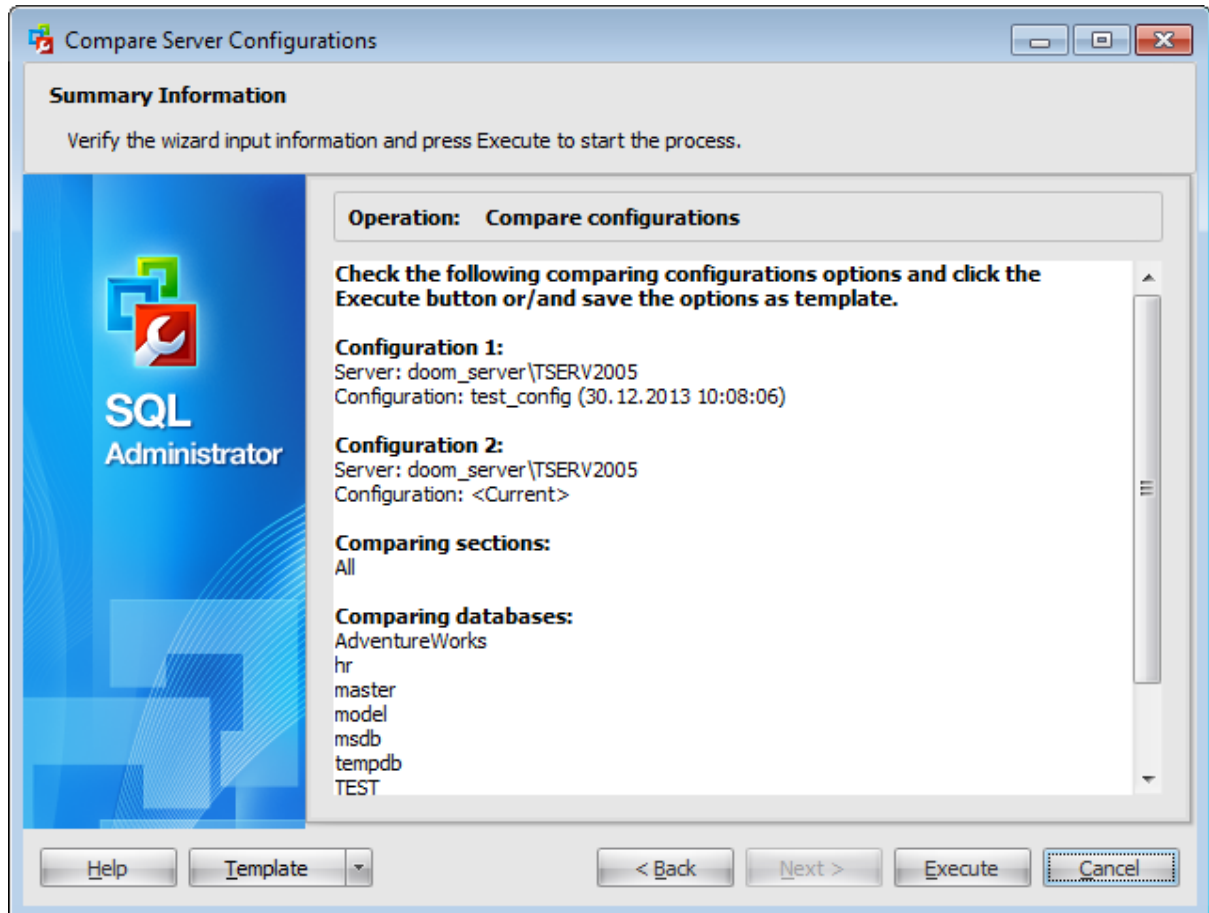 Compare Server Configurations
Summary Information
Verify the wizard input information and press Execute to start the process.
SQL
Administrator
Operation: Compare configurations
Check the following comparing configurations options and click the
Execute button or/and save the options as template.
Configuration 1:
Server: doom_server\TSERV2005
Configuration: test_config (30.12.2013 10:08:06)
Configuration 2:
Server: doom_server\TSERV2005
Configuration: <Current>
Comparing sections:
All
Comparing databases:
AdventureWorks
hr
master
model
msdb
tempdb
TEST
Help Template < Back Next > Execute Cancel